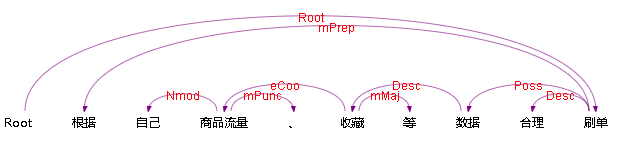 Root
mPrep
eCoo Desc Poss
Nmod mPunc mMaj Desc
Root 根据 自己 商品流量 、 收藏 等 数据 合理 刷单